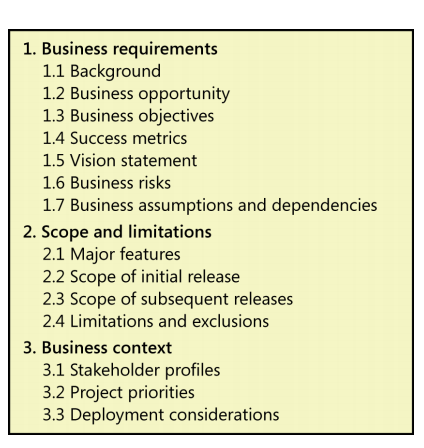 1. Business requirements
1.1 Background
1.2 Business opportunity
1.3 Business objectives
1.4 Success metrics
1.5 Vision statement
1.6 Business risks
1.7 Business assumptions and dependencies
2. Scope and limitations
2.1 Major features
2.2 Scope of initial release
2.3 Scope of subsequent releases
2.4 Limitations and exclusions
3. Business context
3.1 Stakeholder profiles
3.2 Project priorities
3.3 Deployment considerations